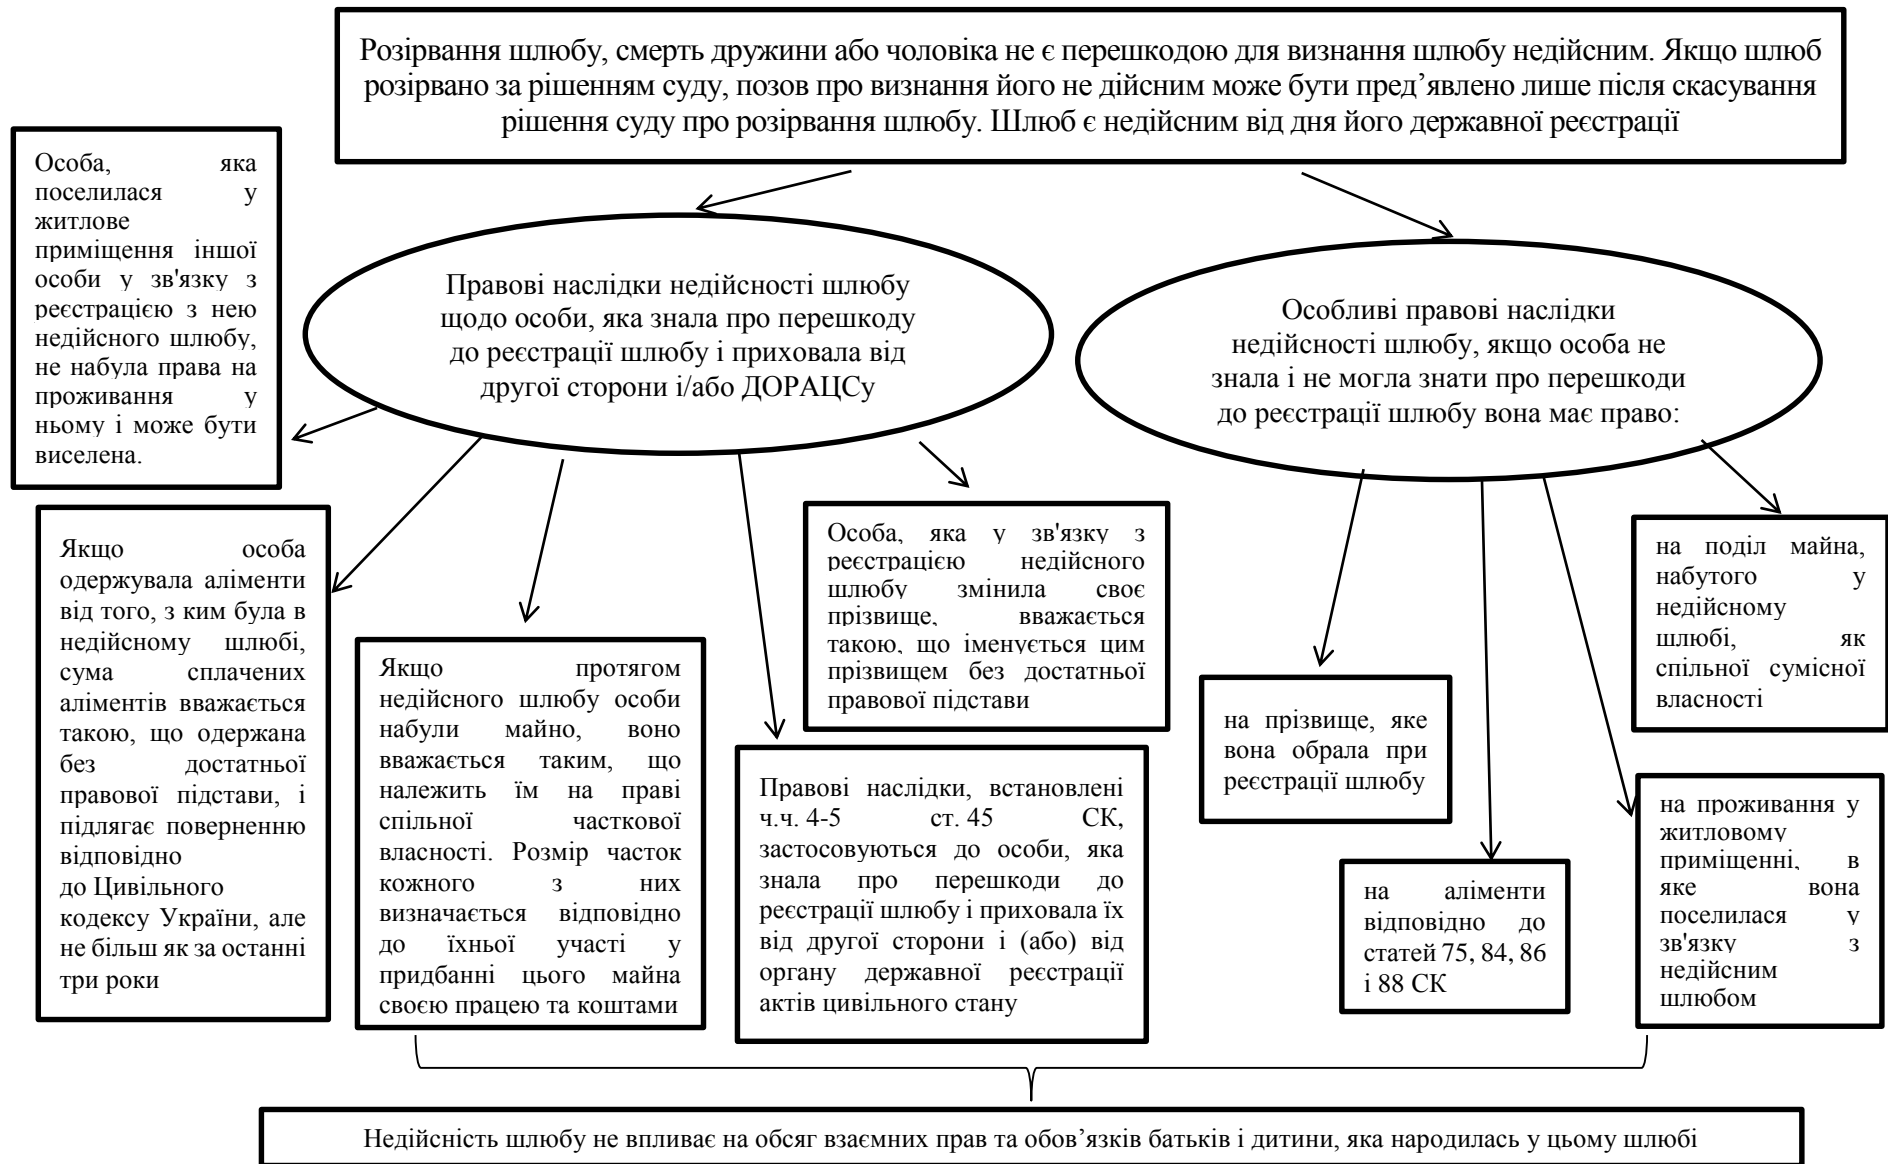 Розірвання шлюбу, смерть дружини або чоловіка не є перешкодою для визнання шлюбу недійсним. Якщо шлюб
розірвано за рішенням суду, позов про визнання його не дійсним може бути пред’явлено лише після скасування
рішення суду про розірвання шлюбу. Шлюб є недійсним від дня його державної реєстрації
Особа, яка
поселилася у
житлове
приміщення іншої
особи у зв'язку з
реєстрацією з нею
недійсного шлюбу,
не набула права на
проживання у
ньому і може бути
виселена.
Правові наслідки недійсності шлюбу
щодо особи, яка знала про перешкоду
до реєстрації шлюбу і приховала від
другої сторони і/або ДОРАЦСу
Особливі правові наслідки
недійсності шлюбу, якщо особа не
знала і не могла знати про перешкоди
до реєстрації шлюбу вона має право:
Якщо особа
одержувала аліменти
від того, з ким була в
недійсному шлюбі,
сума сплачених
аліментів вважається
такою, що одержана
без достатньої
правової підстави, і
підлягає поверненню
відповідно
до Цивільного
кодексу України, але
не більш як за останні
три роки
Якщо протягом
недійсного шлюбу особи
набули майно, воно
вважається таким, що
належить їм на праві
спільної часткової
власності. Розмір часток
кожного з них
визначається відповідно
до їхньої участі у
придбанні цього майна
своєю працею та коштами
Правові наслідки, встановлені
ч.ч. 4-5 ст. 45 СК,
застосовуються до особи, яка
знала про перешкоди до
реєстрації шлюбу і приховала їх
від другої сторони і (або) від
органу державної реєстрації
актів цивільного стану
Особа, яка у зв'язку з
реєстрацією недійсного
шлюбу змінила своє
прізвище, вважається
такою, що іменується цим
прізвищем без достатньої
правової підстави
на прізвище, яке
вона обрала при
реєстрації шлюбу
на аліменти
відповідно до
статей 75, 84, 86
і 88 СК
на поділ майна,
набутого у
недійсному
шлюбі, як
спільної сумісної
власності
на проживання у
житловому
приміщенні, в
яке вона
поселилася у
зв'язку з
недійсним
шлюбом
Недійсність шлюбу не впливає на обсяг взаємних прав та обов’язків батьків і дитини, яка народилась у цьому шлюбі